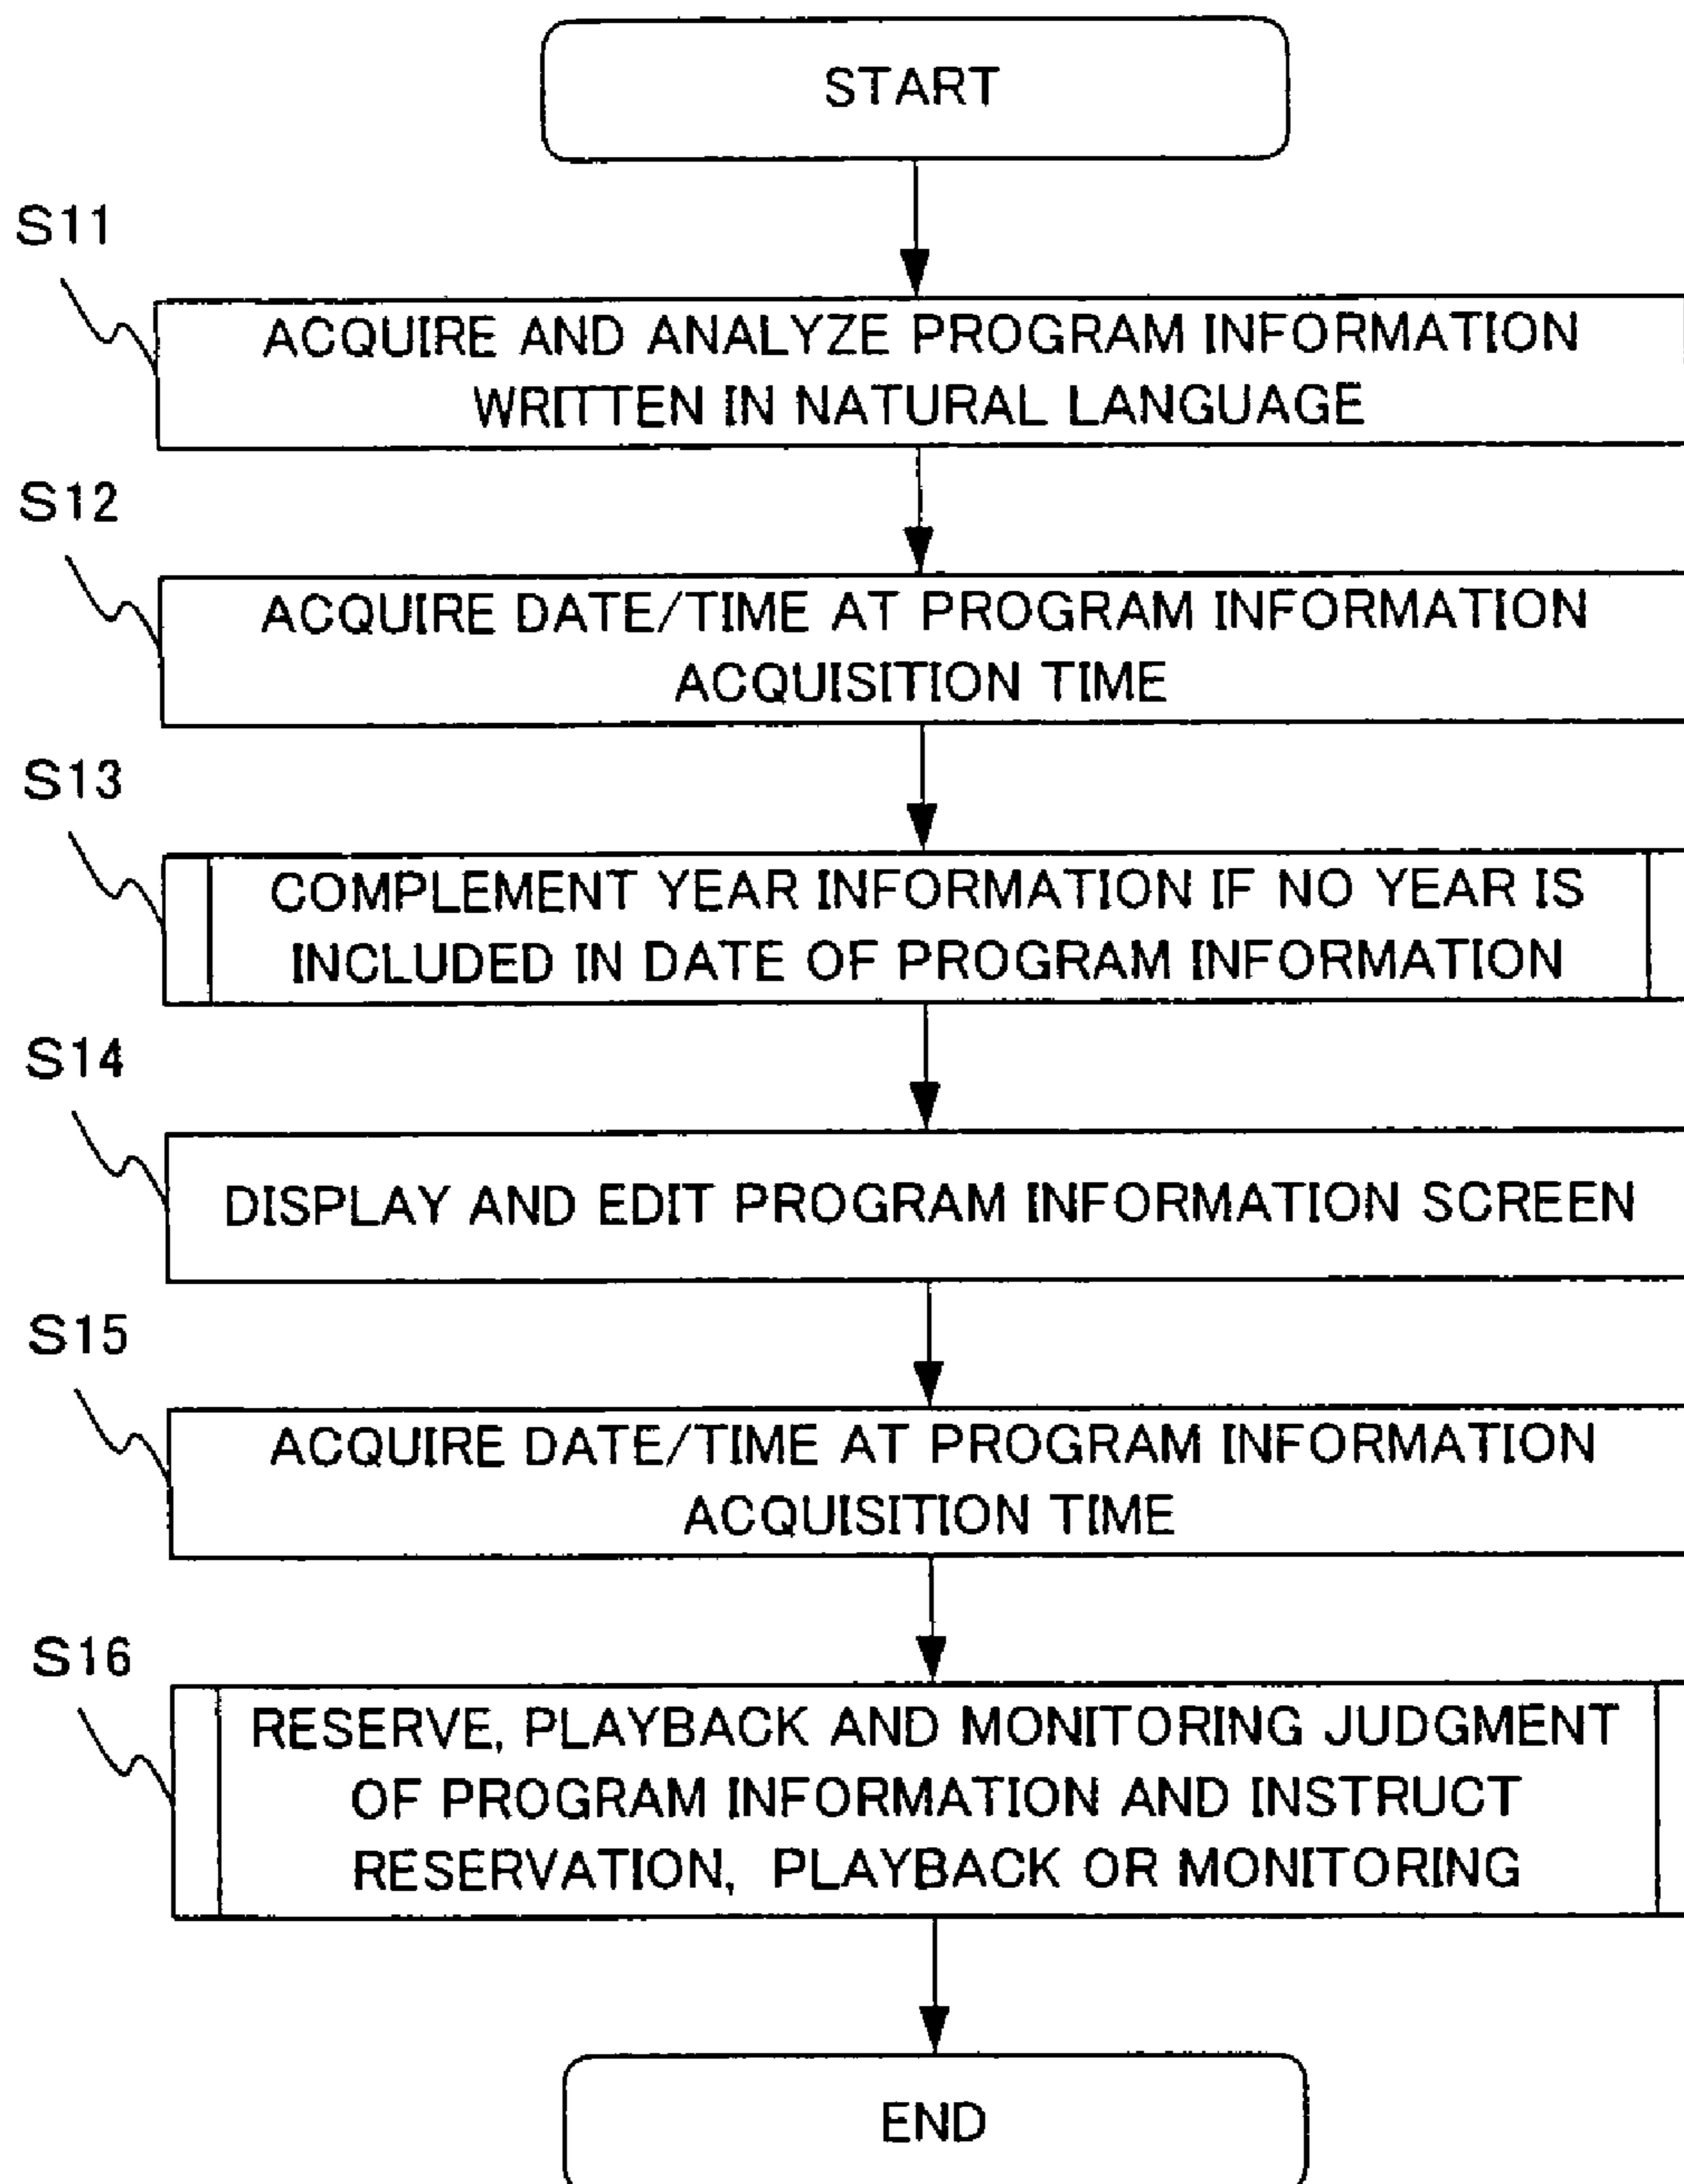 START
S11
ACQUIRE AND ANALYZE PROGRAM INFORMATION
WRITTEN IN NATURAL LANGUAGE
S12
ACQUIRE DATE/TIME AT PROGRAM INFORMATION
ACQUISITION TIME
S13
COMPLEMENT YEAR INFORMATION IF NO YEAR IS
INCLUDED IN DATE OF PROGRAM INFORMATION
S14
DISPLAY AND EDIT PROGRAM INFORMATION SCREEN
S15
ACQUIRE DATE/TIME AT PROGRAM INFORMATION
ACQUISITION TIME
S16
RESERVE, PLAYBACK AND MONITORING JUDGMENT
OF PROGRAM INFORMATION AND INSTRUCT
RESERVATION, PLAYBACK OR MONITORING
END